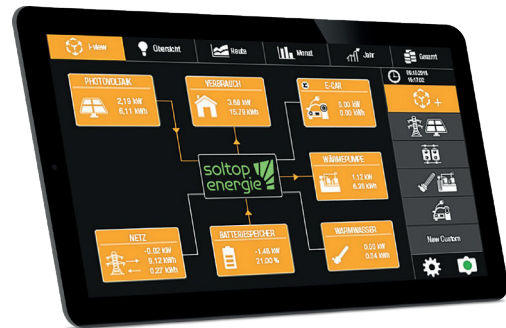 i-view
Übersicht
Heute
Monat
Jahr
Gesamt
PHOTOVOLTAIK
2,19 kW
6,11 kWh
VERBRAUCH
3.68 kW
15.79 kWh
E-CAR
0.00 kW
0.00 kWh
soltop
energie
WÄRMEPUMPE
1.12 kW
6.36 kWh
NETZ
-0.02 kW
9.12 kWh
0.27 kWh
BATTERIESPEICHER
-1.49 kW
21.00 %
WARMWASSER
0.00 kW
0.04 kWh
+
New Custom